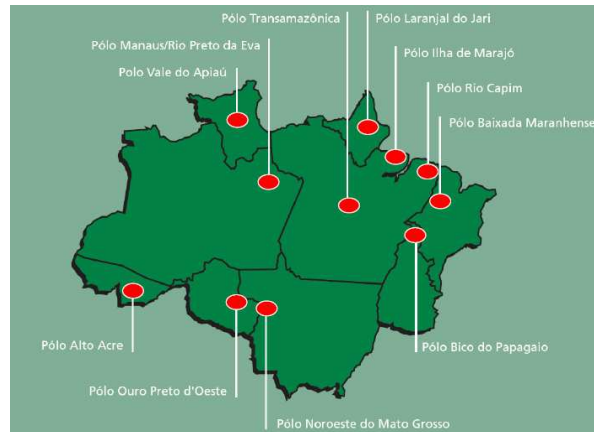 Pólo Transamazônica
Pólo Laranjal do Jari
Pólo Manaus/Rio Preto da Eva
Pólo Ilha de Marajó
Polo Vale do Apiaú
Pólo Rio Capim
Pólo Baixada Maranhense
Pólo Alto Acre
Pólo Bico do Papagaio
Pólo Ouro Preto d'Oeste
Pólo Noroeste do Mato Grosso